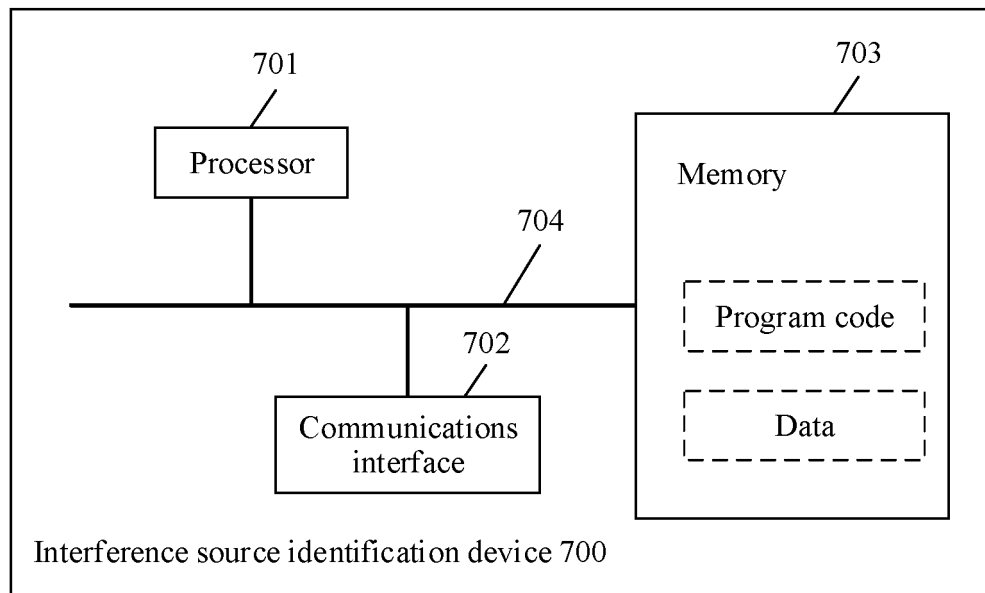 701
Processor
703
Memory
704
Program code
702
Communications
interface
Data
Interference source identification device 700